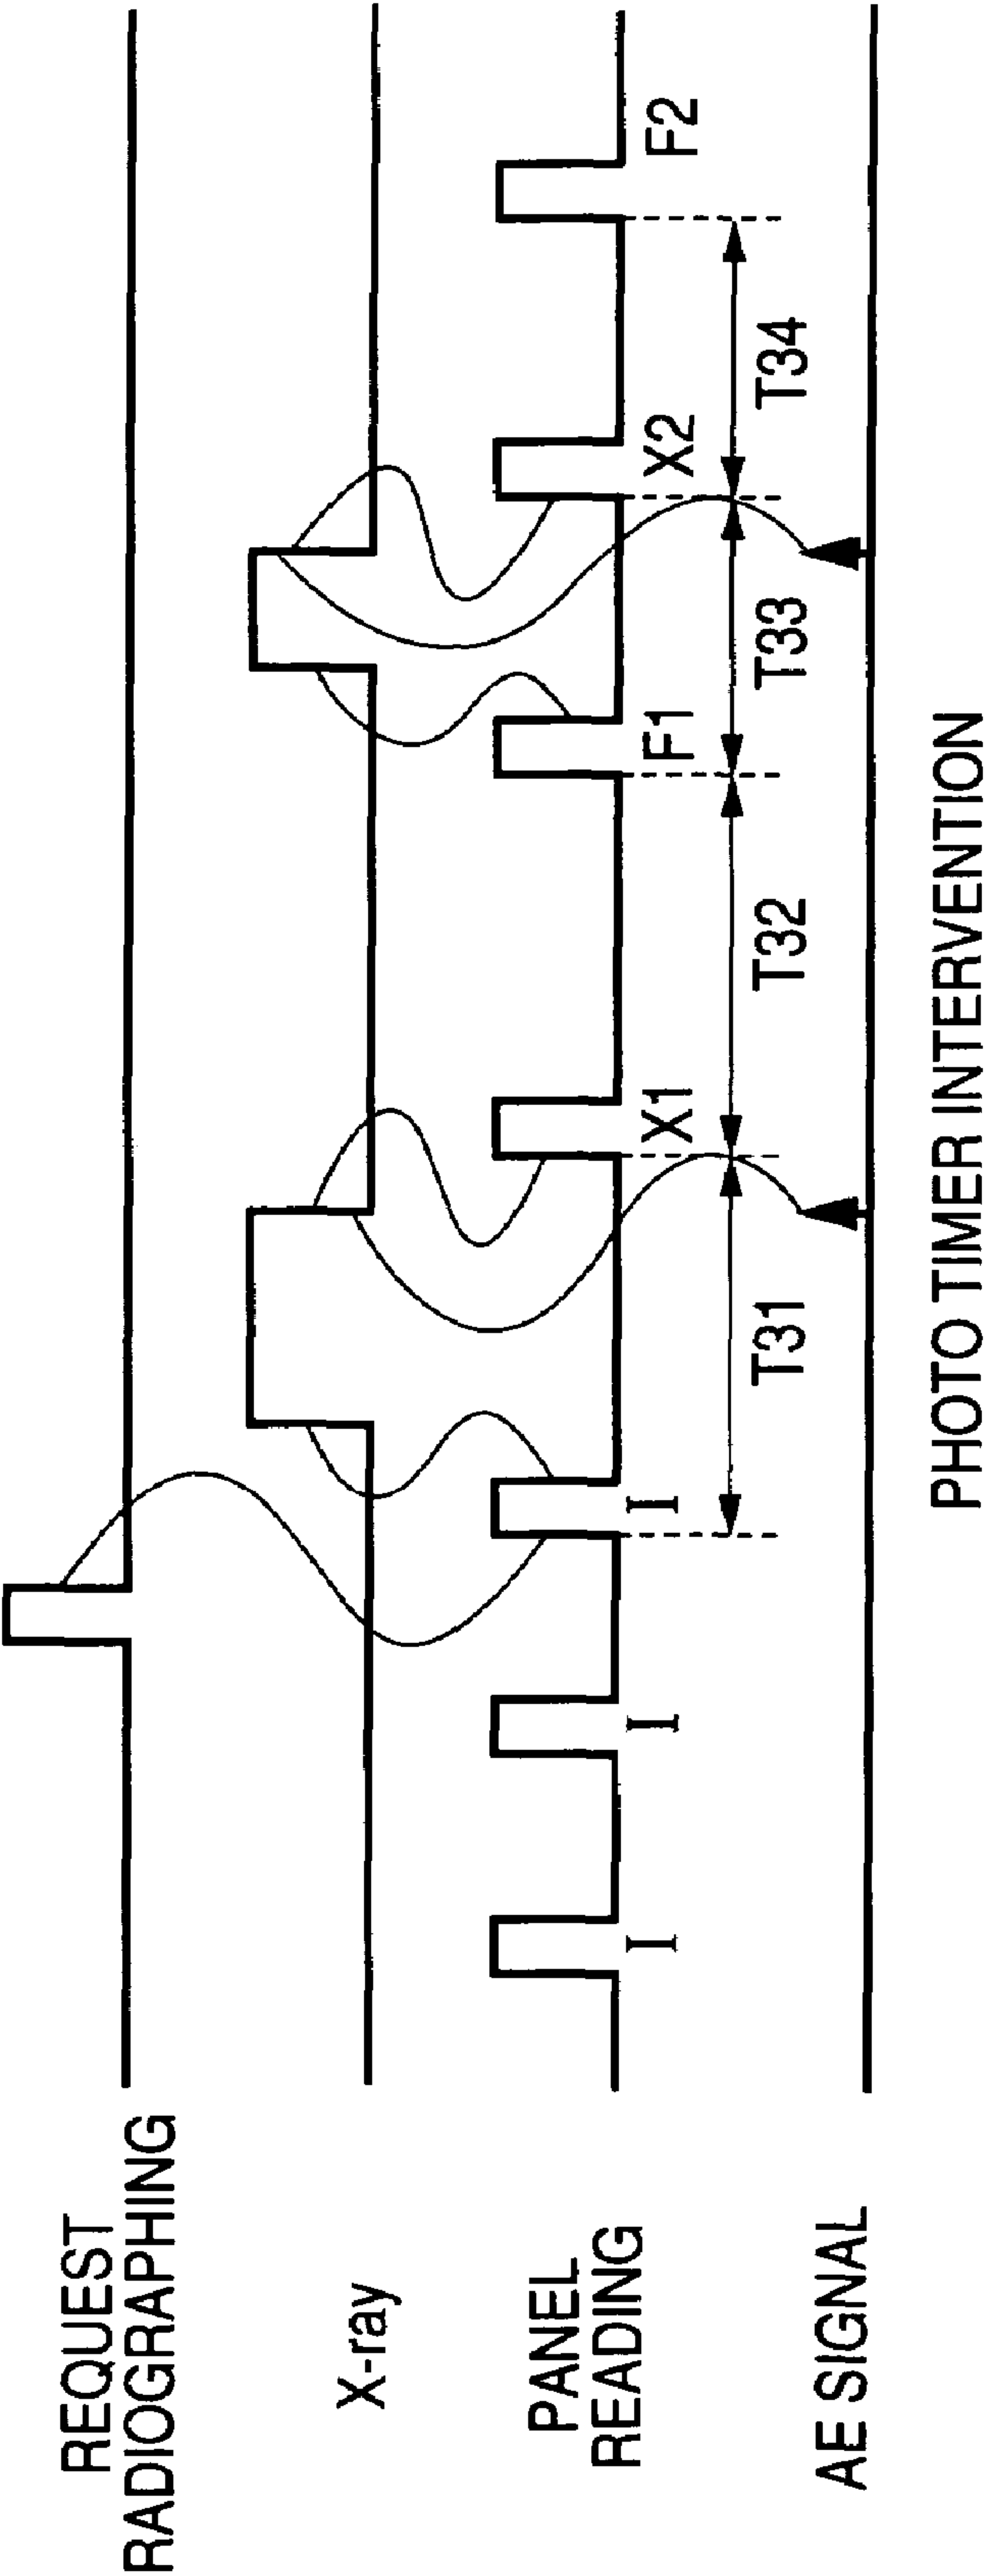 REQUEST
RADIOGRAPHING
X-ray
PANEL
READING
I
I
I
X1
F1
X2
F2
T31
T32
T33
T34
AE SIGNAL
PHOTO TIMER INTERVENTION